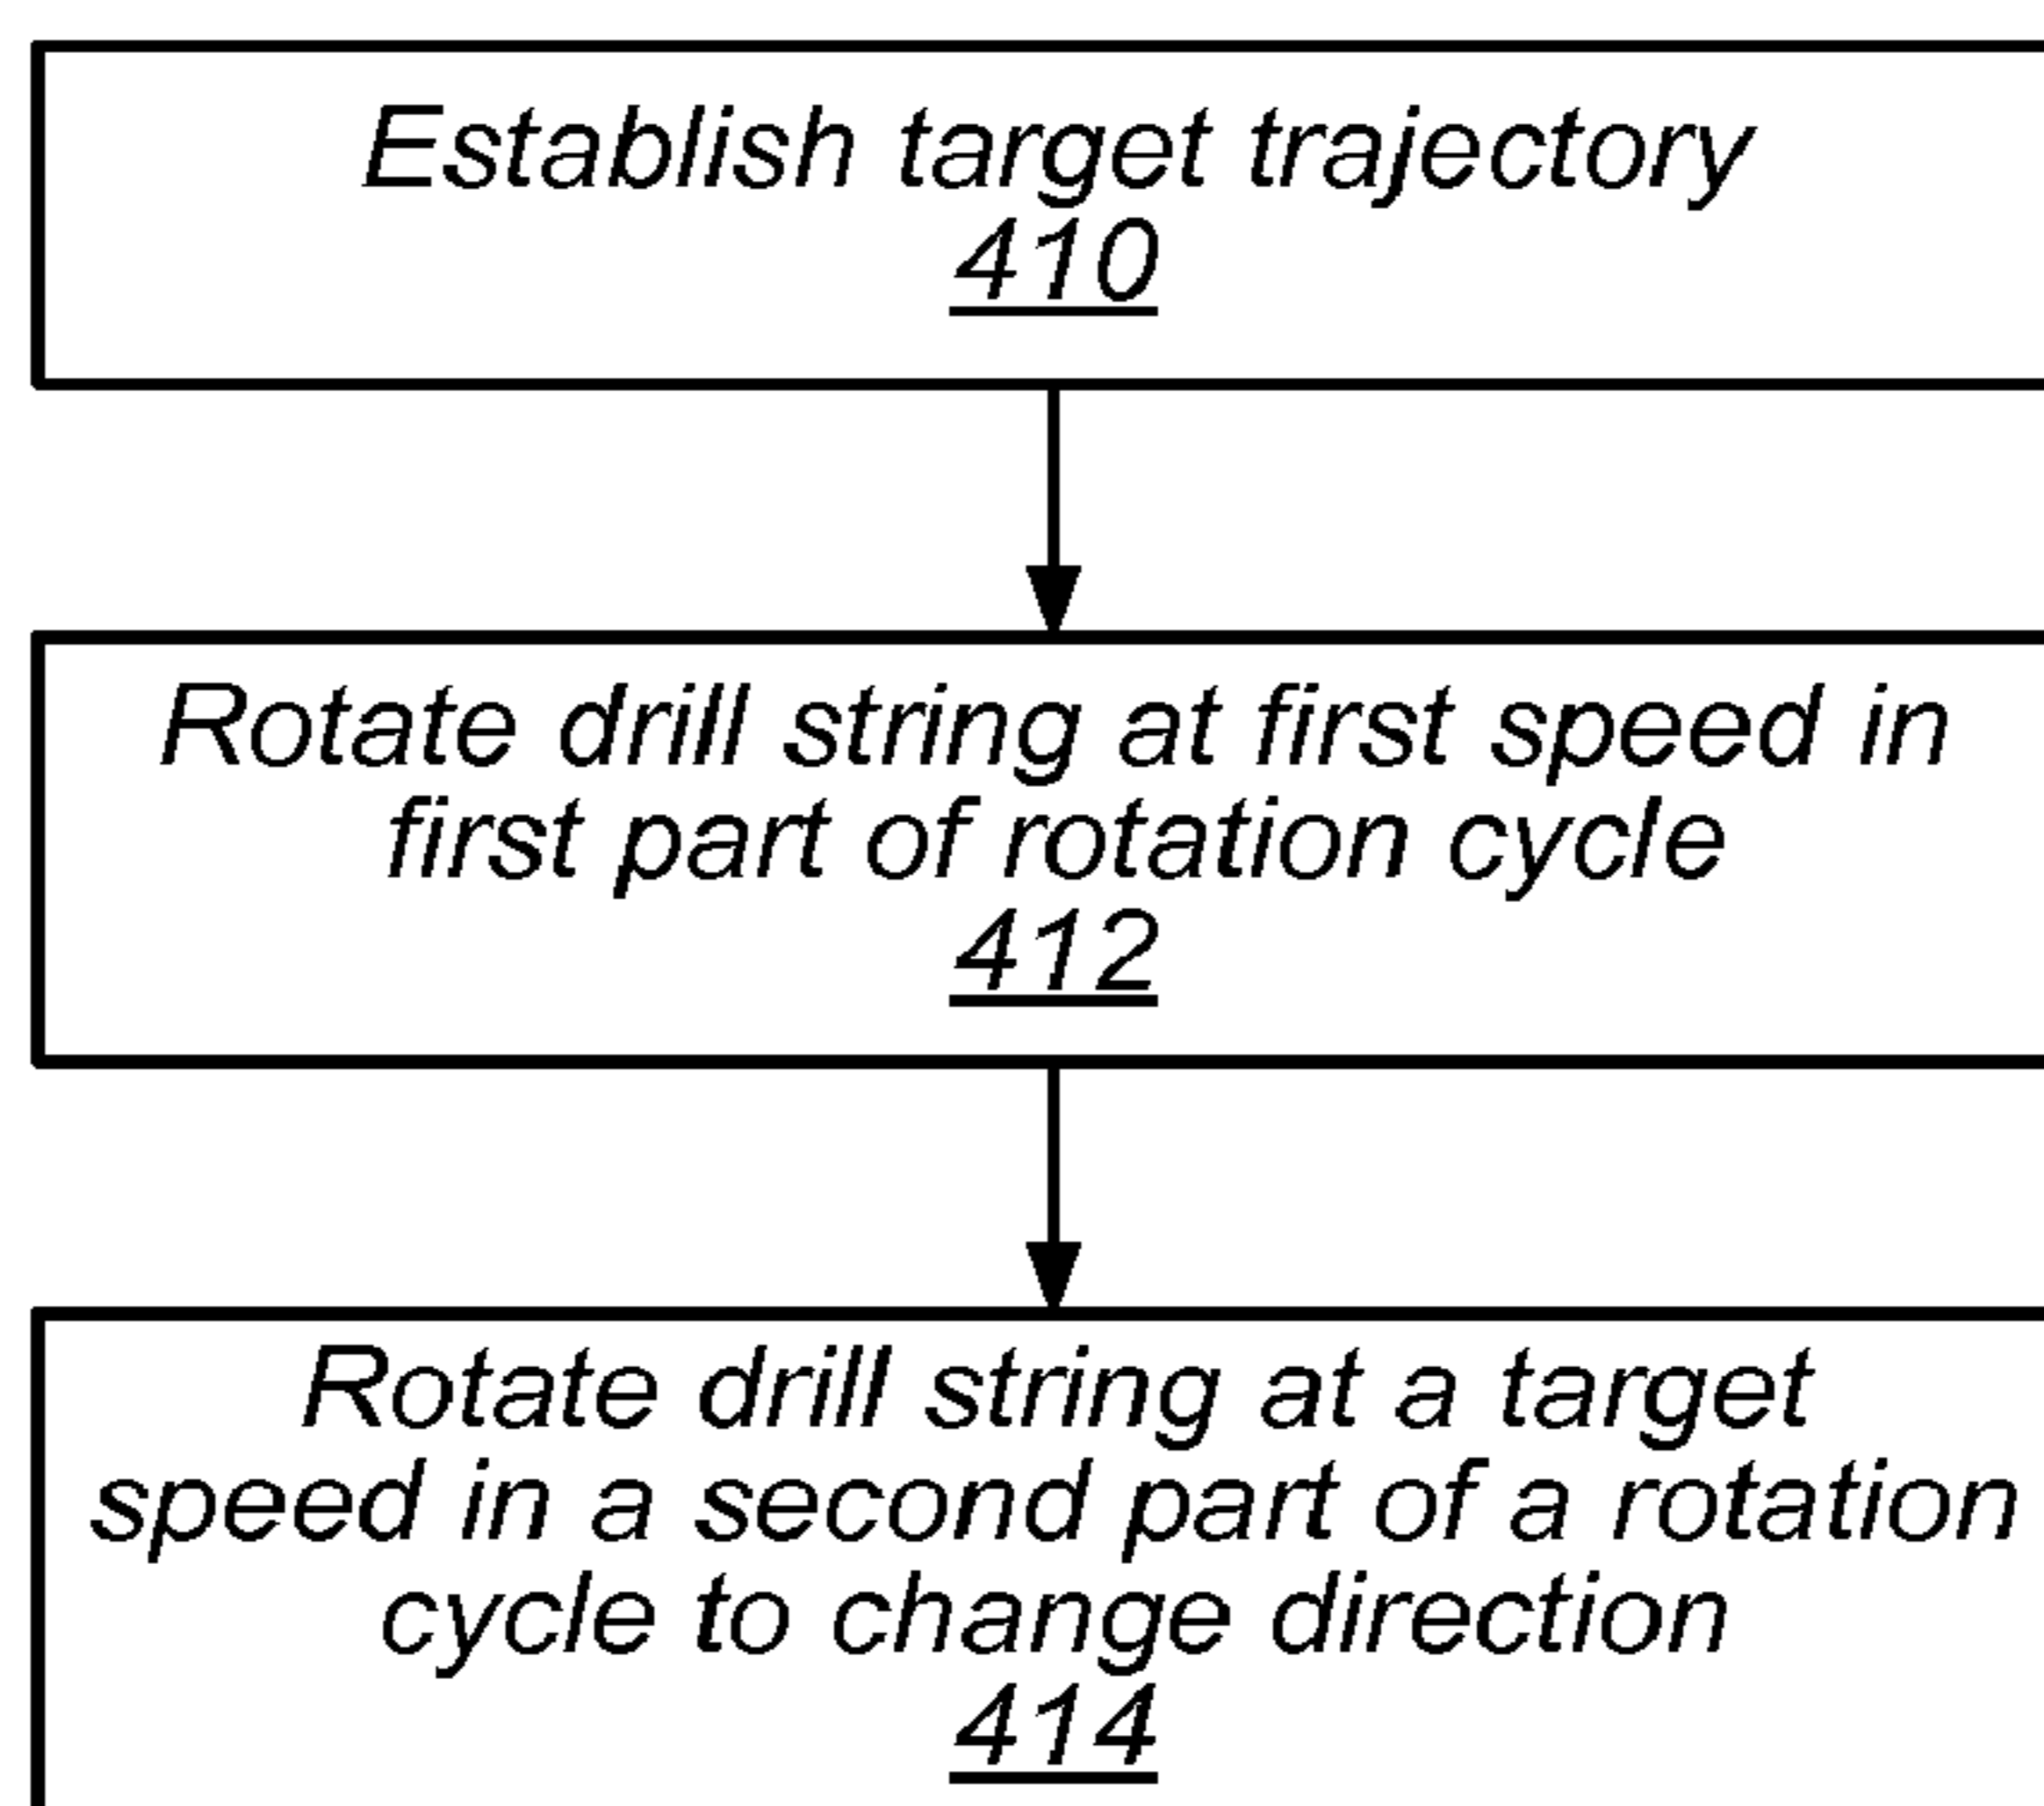 Establish target trajectory
410
Rotate drill string at first speed in
first part of rotation cycle
412
Rotate drill string at a target
speed in a second part of a rotation
cycle to change direction
414